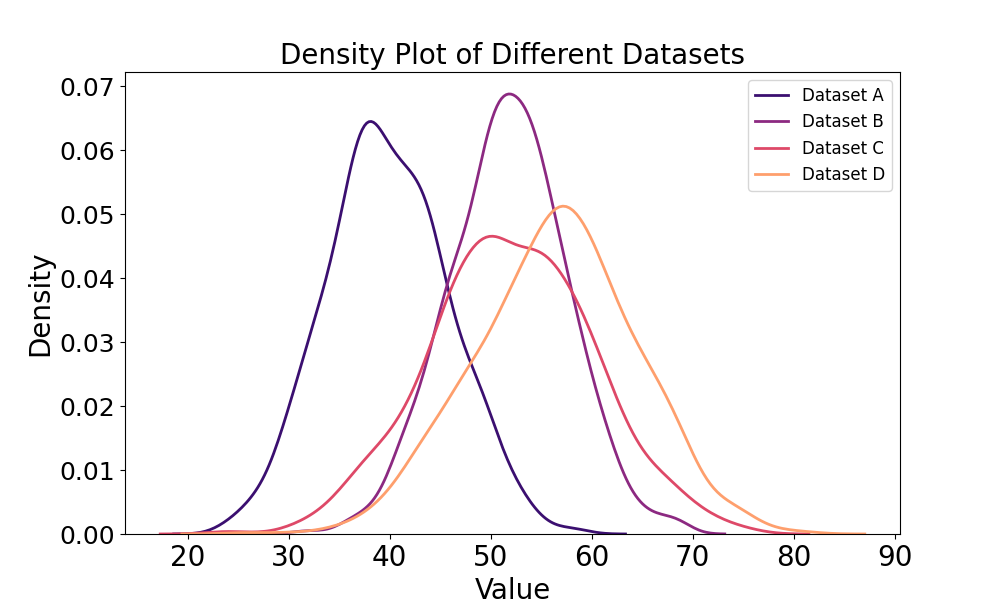 Density Plot of Different Datasets
Dataset A
Dataset B
Dataset C
Dataset D
0.07
0.06
0.05
0.04
0.03
0.02
0.01
0.00
Density
20 30 40 50 60 70 80 90
Value